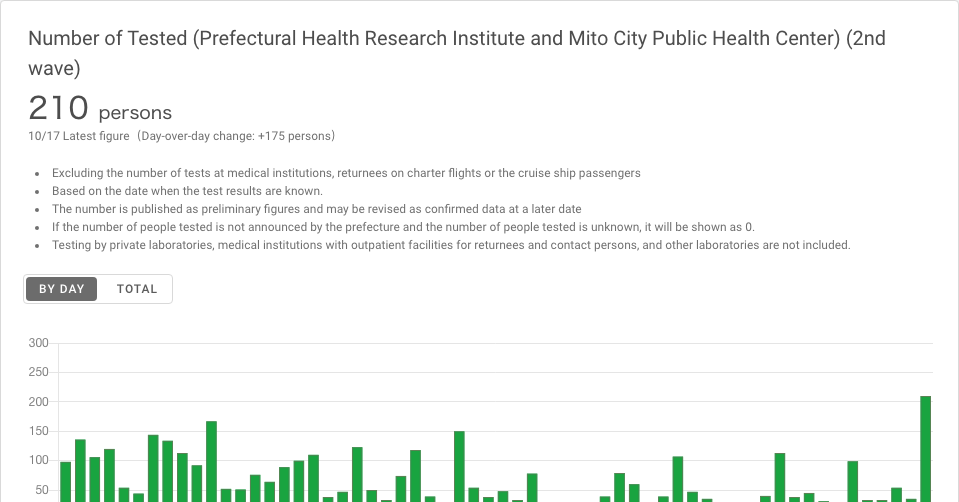 Number of Tested (Prefectural Health Research Institute and Mito City Public Health Center) (2nd
wave)
210 persons
10/17 Latest figure（Day-over-day change: +175 persons）
• Excluding the number of tests at medical institutions, returnees on charter flights or the cruise ship passengers
• Based on the date when the test results are known.
• The number is published as preliminary figures and may be revised as confirmed data at a later date
• If the number of people tested is not announced by the prefecture and the number of people tested is unknown, it will be shown as 0.
• Testing by private laboratories, medical institutions with outpatient facilities for returnees and contact persons, and other laboratories are not included.
BY DAY TOTAL
300
250
200
150
100
50